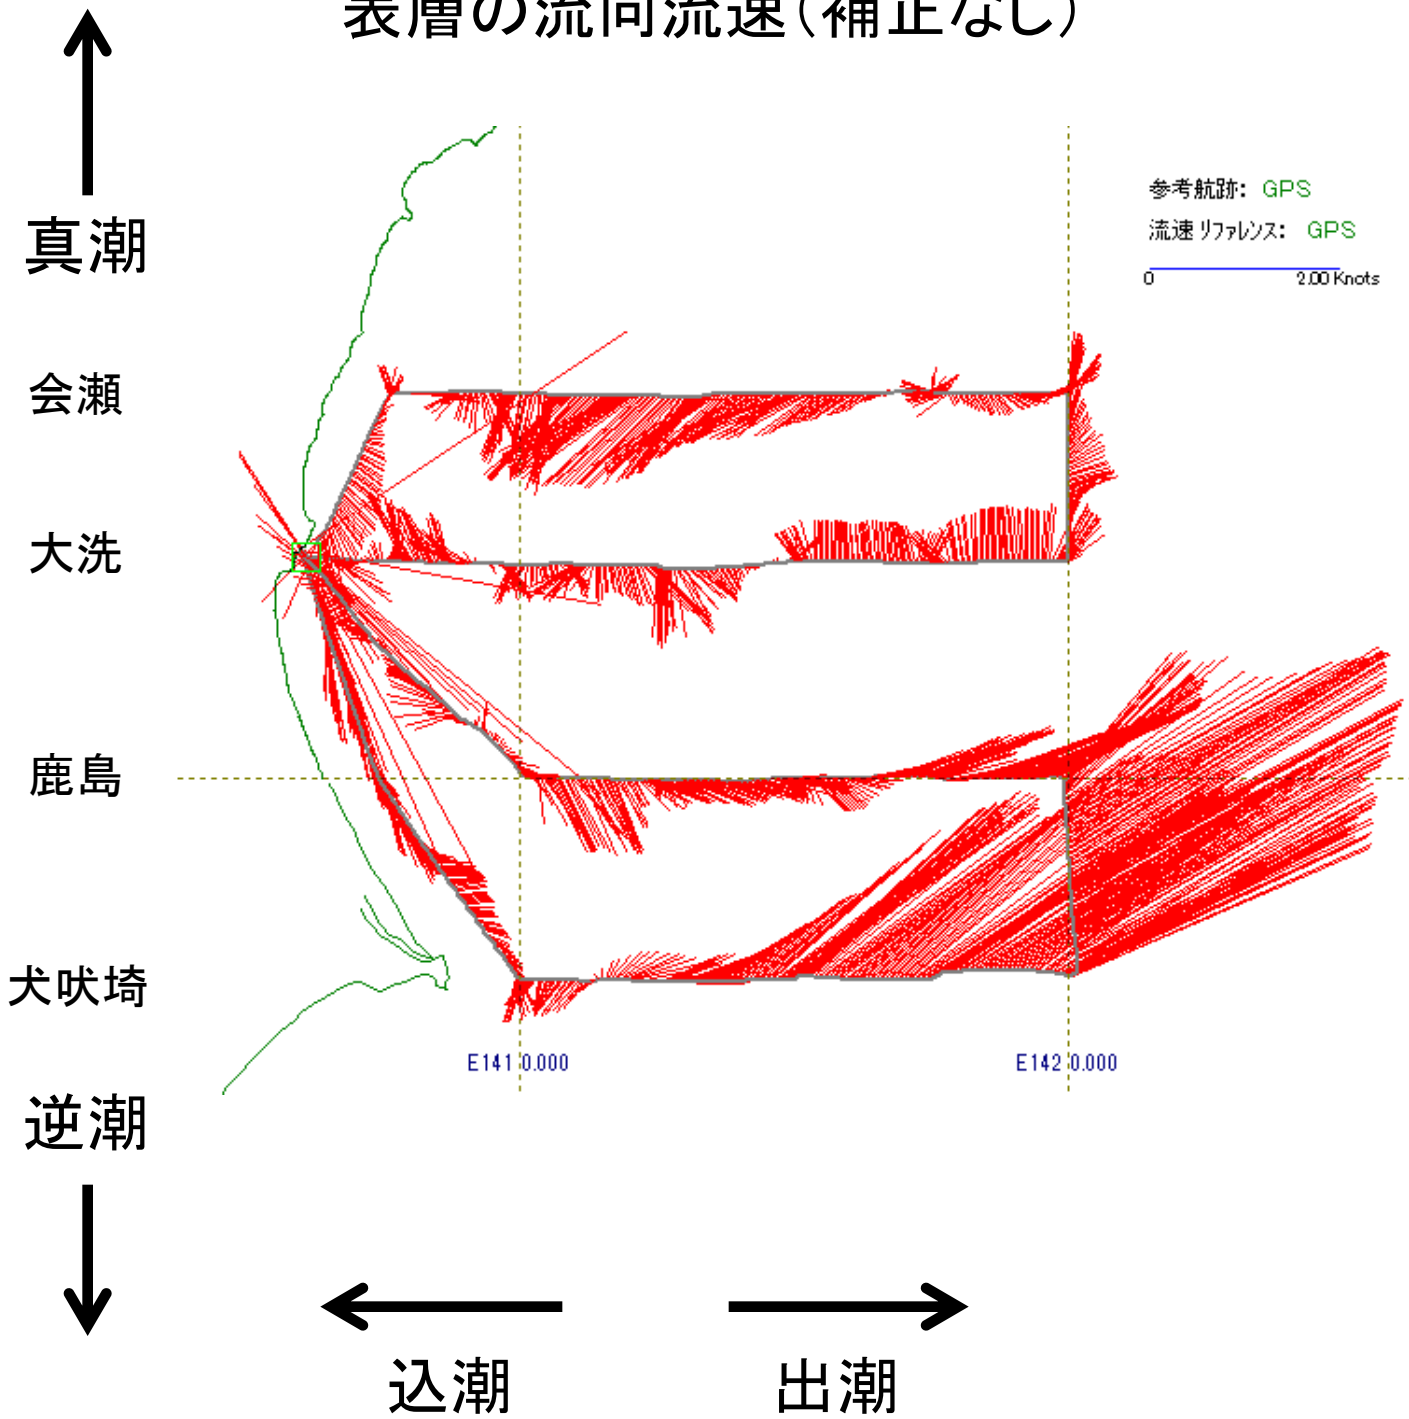 表層の流向流速(補正なし)
真潮
参考航跡: GPS
流速リファレンス: GPS
0 2.00 Knots
会瀬
大洗
鹿島
犬吠埼
E141 0.000 E142 0.000
逆潮
込潮 出潮